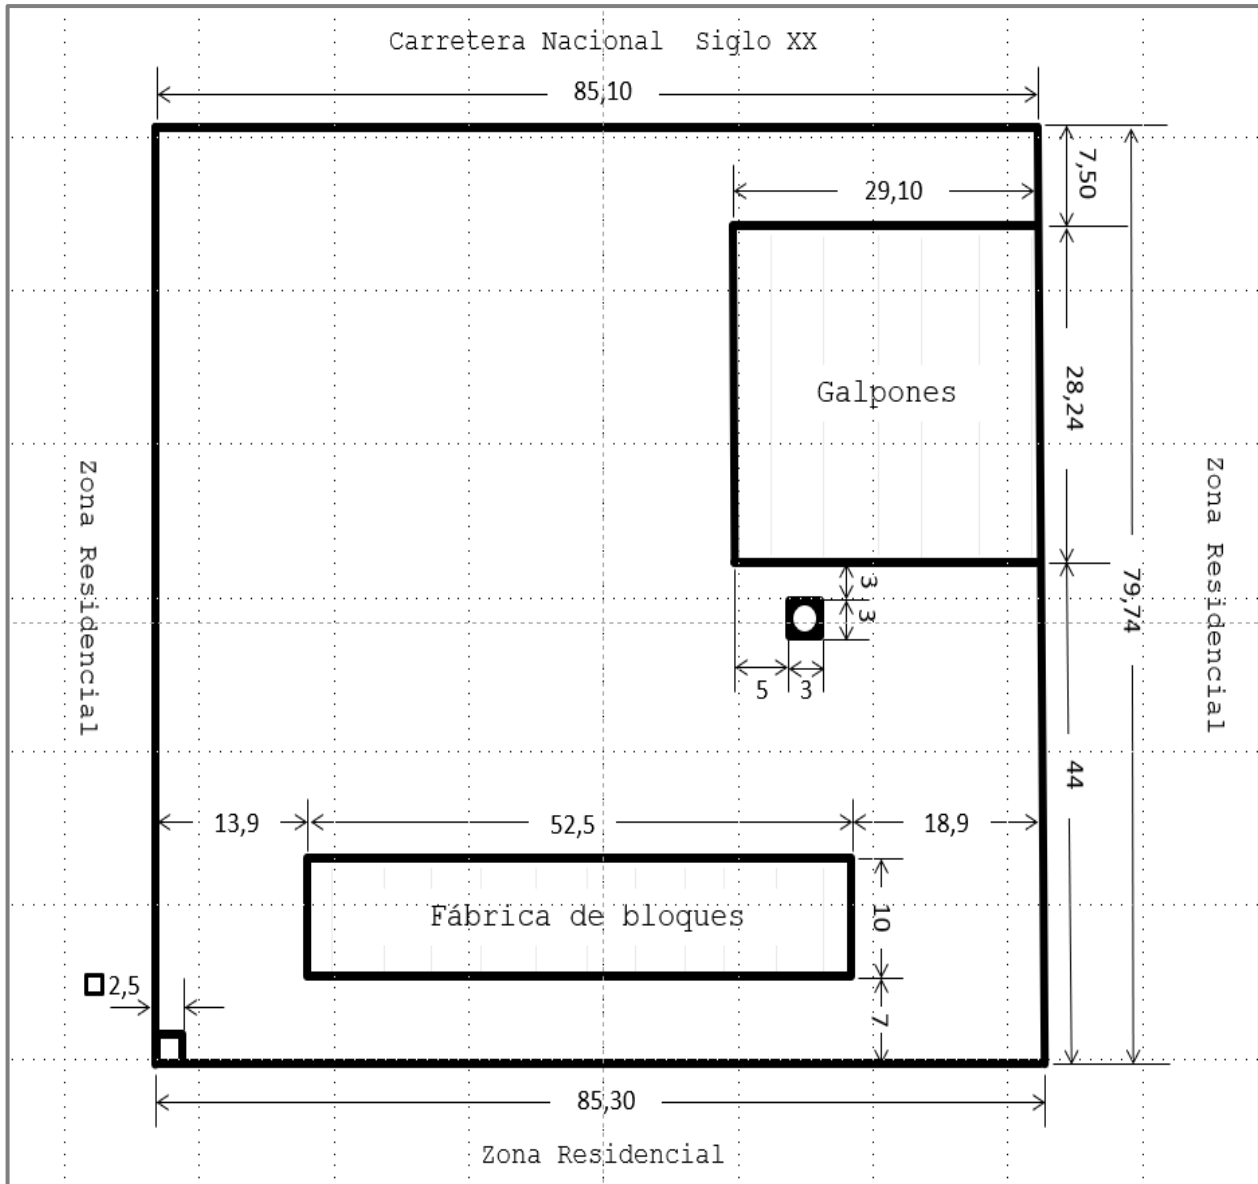 Carretera Nacional Siglo XX
85,10
7,50
29,10
Galpones
28,24
Zona Residencial
Zona Residencial
79,74
3
3
5
3
44
13,9
52,5
18,9
Fábrica de bloques
10
2,5
7
85,30
Zona Residencial